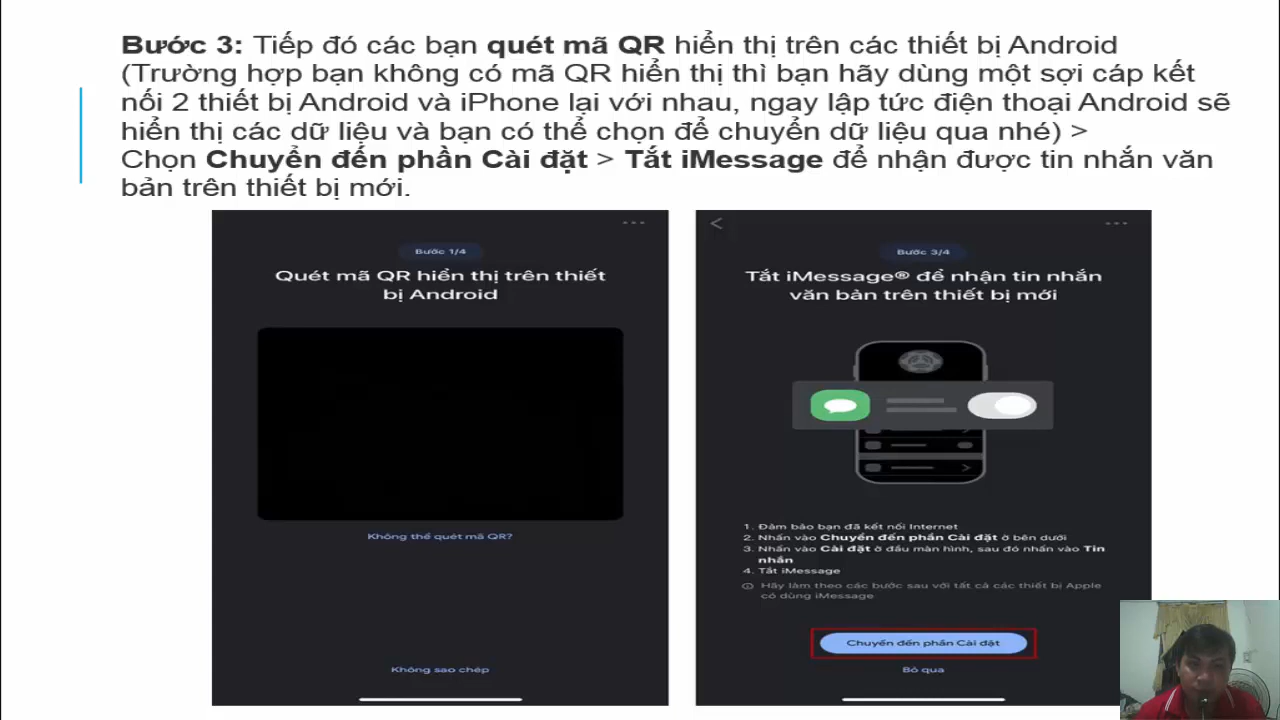 Bước 3: Tiếp đó các bạn quét mã QR hiển thị trên các thiết bị Android
(Trường hợp bạn không có mã QR hiển thị thì bạn hãy dùng một sợi cáp kết
nối 2 thiết bị Android và iPhone lại với nhau, ngay lập tức điện thoại Android sẽ
hiển thị các dữ liệu và bạn có thể chọn để chuyển dữ liệu qua nhé) >
Chọn Chuyển đến phần Cài đặt > Tắt iMessage để nhận được tin nhắn văn
bản trên thiết bị mới.
Bước 1/4
Quét mã QR hiển thị trên thiết
bị Android
Không thể quét mã QR?
Không sao chép
Bước 3/4
Tắt iMessage® để nhận tin nhắn
văn bản trên thiết bị mới
1. Đảm bảo bạn đã kết nối Internet
2. Nhấn vào Chuyển đến phần Cài đặt ở bên dưới
3. Nhấn vào Cài đặt ở đầu màn hình, sau đó nhấn vào Tin
nhắn
4. Tắt iMessage
Hãy làm theo các bước sau với tất cả các thiết bị Apple
có dùng iMessage
Chuyển đến phần Cài đặt
Bỏ qua